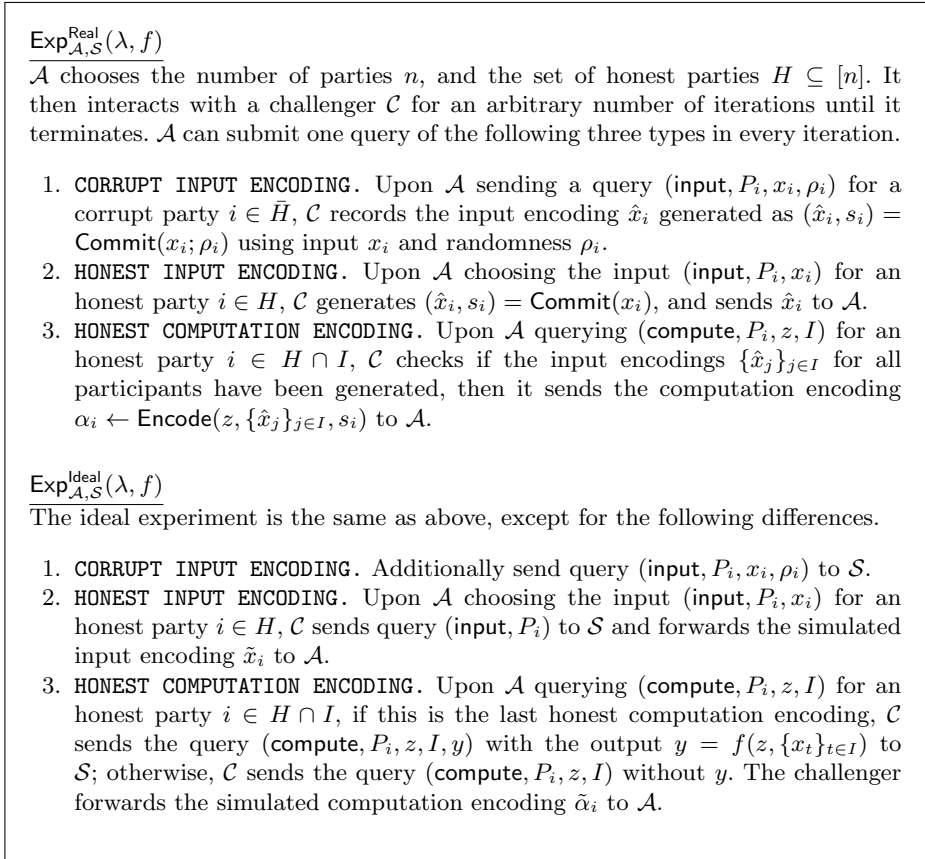 Exp^{Real}_{𝒜,𝒮}(λ, f)
𝒜 chooses the number of parties n, and the set of honest parties H ⊆ [n]. It
then interacts with a challenger 𝒞 for an arbitrary number of iterations until it
terminates. 𝒜 can submit one query of the following three types in every iteration.
1. CORRUPT INPUT ENCODING. Upon 𝒜 sending a query (input, P_i, x_i, ρ_i) for a
corrupt party i ∈ H̄, 𝒞 records the input encoding x̂_i generated as (x̂_i, s_i) =
Commit(x_i; ρ_i) using input x_i and randomness ρ_i.
2. HONEST INPUT ENCODING. Upon 𝒜 choosing the input (input, P_i, x_i) for an
honest party i ∈ H, 𝒞 generates (x̂_i, s_i) = Commit(x_i), and sends x̂_i to 𝒜.
3. HONEST COMPUTATION ENCODING. Upon 𝒜 querying (compute, P_i, z, I) for an
honest party i ∈ H ∩ I, 𝒞 checks if the input encodings {x̂_j}_{j∈I} for all
participants have been generated, then it sends the computation encoding
α_i ← Encode(z, {x̂_j}_{j∈I}, s_i) to 𝒜.
Exp^{Ideal}_{𝒜,𝒮}(λ, f)
The ideal experiment is the same as above, except for the following differences.
1. CORRUPT INPUT ENCODING. Additionally send query (input, P_i, x_i, ρ_i) to 𝒮.
2. HONEST INPUT ENCODING. Upon 𝒜 choosing the input (input, P_i, x_i) for an
honest party i ∈ H, 𝒞 sends query (input, P_i) to 𝒮 and forwards the simulated
input encoding x̃_i to 𝒜.
3. HONEST COMPUTATION ENCODING. Upon 𝒜 querying (compute, P_i, z, I) for an
honest party i ∈ H ∩ I, if this is the last honest computation encoding, 𝒞
sends the query (compute, P_i, z, I, y) with the output y = f(z, {x_t}_{t∈I}) to
𝒮; otherwise, 𝒞 sends the query (compute, P_i, z, I) without y. The challenger
forwards the simulated computation encoding α̃_i to 𝒜.